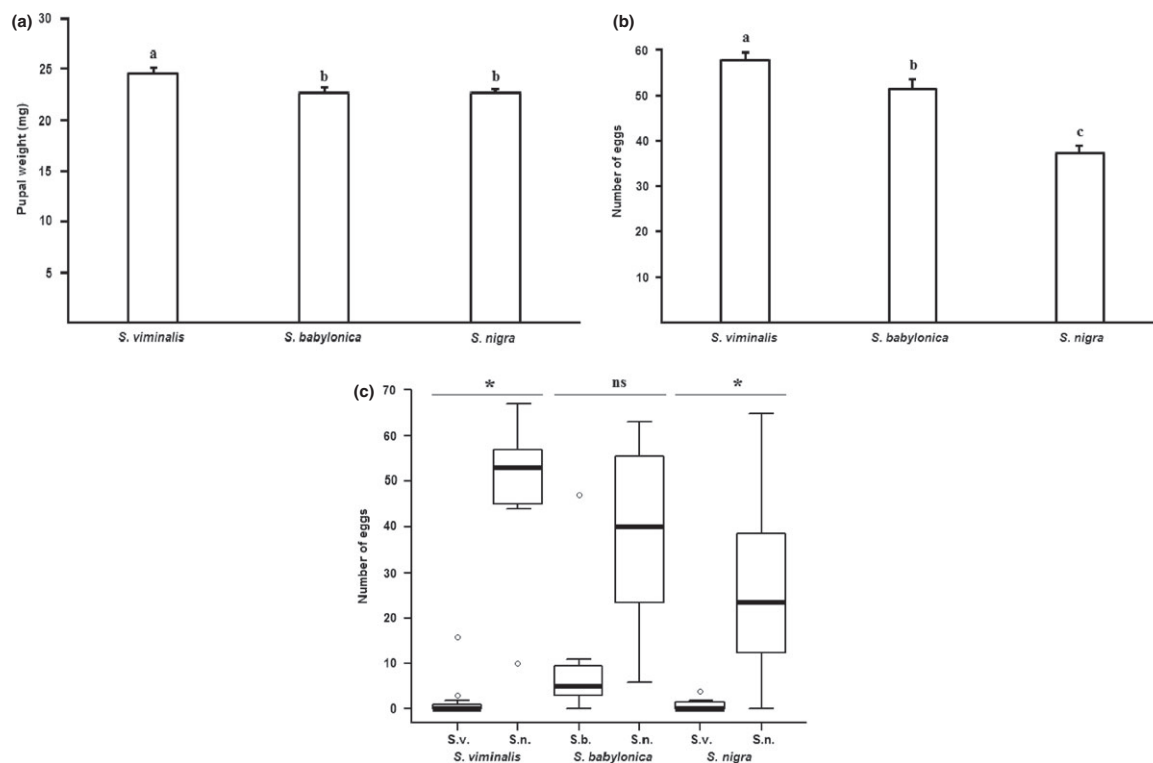 (a)
30
25
20
15
10
5
Pupal weight (mg)
a
b
b
S. viminalis
S. babylonica
S. nigra
(b)
60
50
40
30
20
10
Number of eggs
a
b
c
S. viminalis
S. babylonica
S. nigra
(c)
70
60
50
40
30
20
10
0
Number of eggs
*
ns
*
S.v.
S.n.
S.b.
S.n.
S.v.
S.n.
S. viminalis
S. babylonica
S. nigra